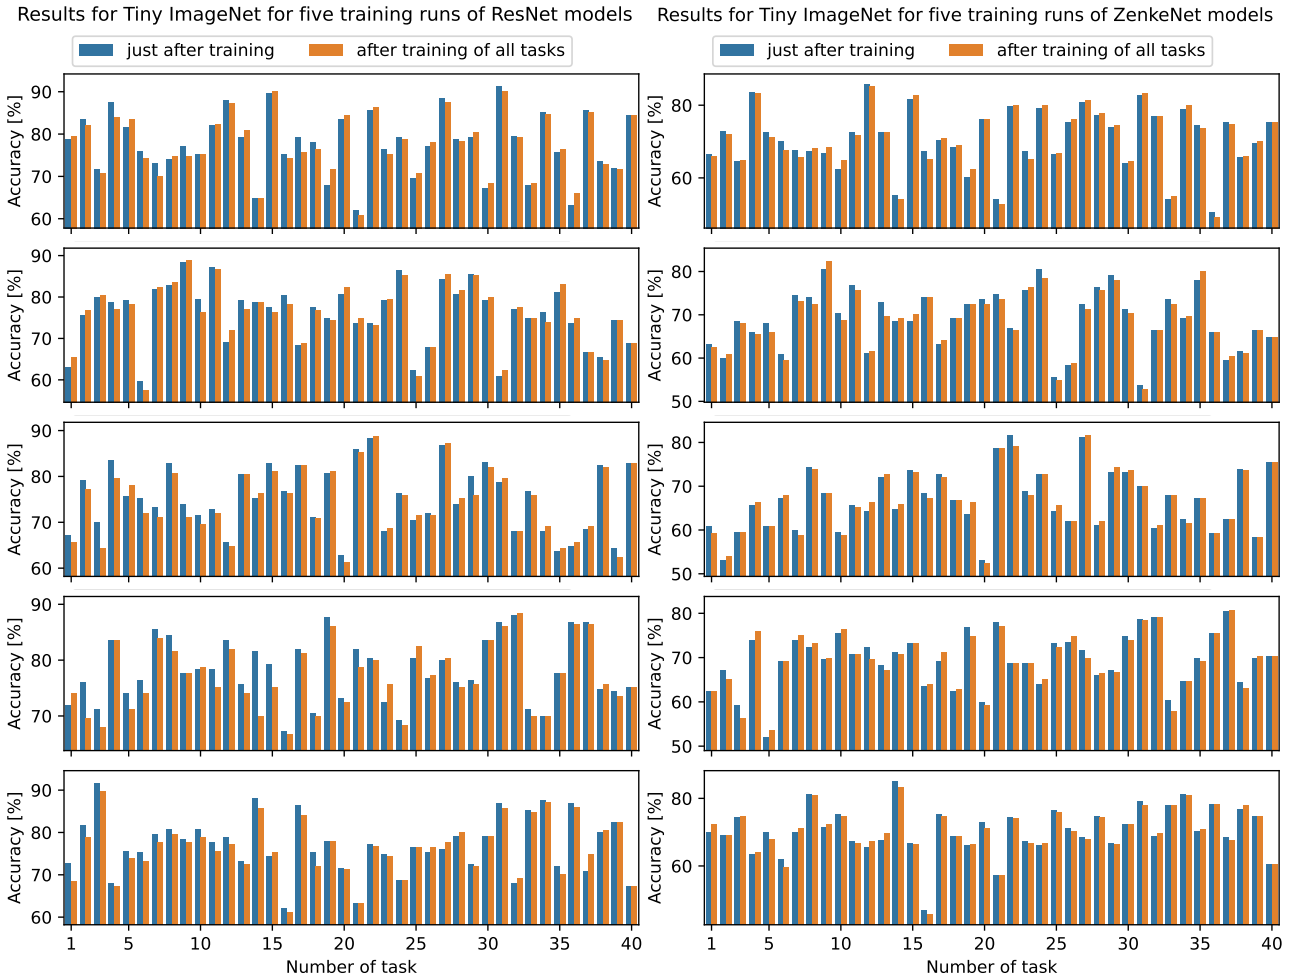 Results for Tiny ImageNet for five training runs of ResNet models
just after training
after training of all tasks
Accuracy [%]
90
80
70
60
Accuracy [%]
90
80
70
60
Accuracy [%]
90
80
70
60
Accuracy [%]
90
80
70
Accuracy [%]
90
80
70
60
1 5 10 15 20 25 30 35 40
Number of task
Results for Tiny ImageNet for five training runs of ZenkeNet models
just after training
after training of all tasks
Accuracy [%]
80
60
Accuracy [%]
80
70
60
50
Accuracy [%]
80
70
60
50
Accuracy [%]
80
70
60
50
Accuracy [%]
80
60
1 5 10 15 20 25 30 35 40
Number of task